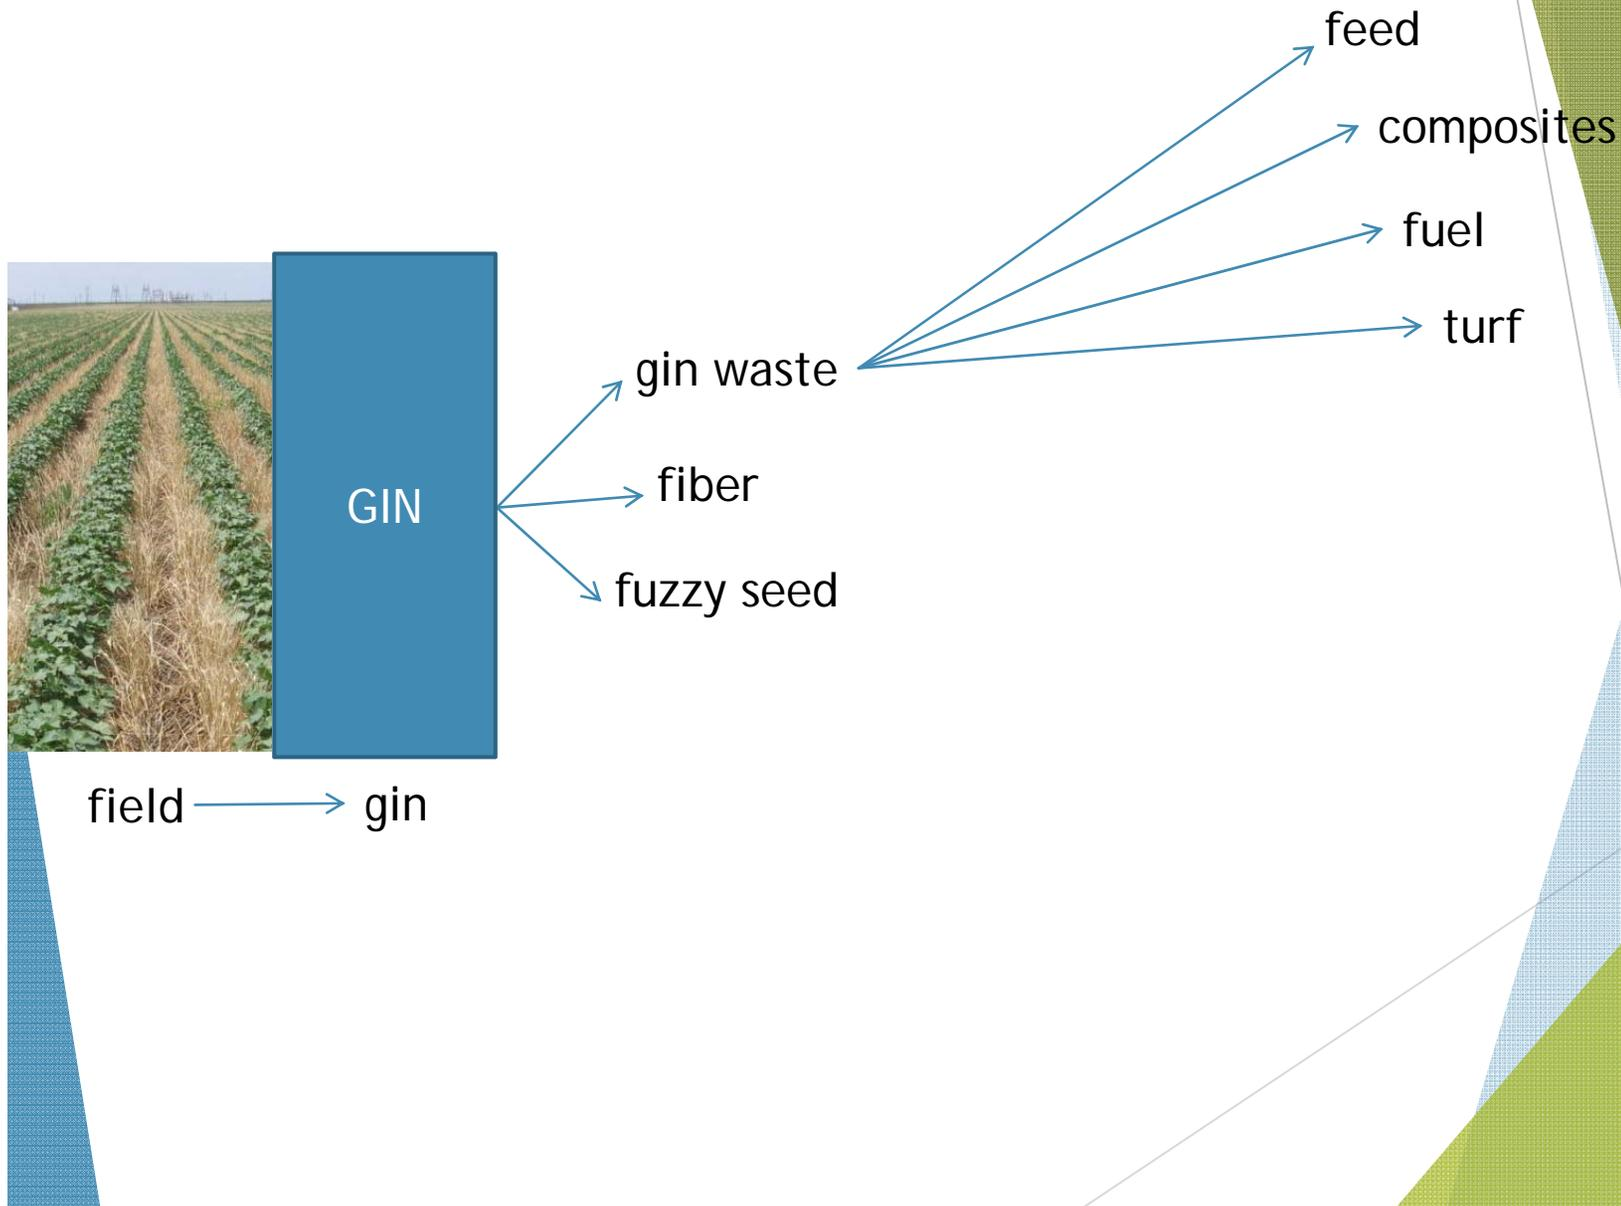 feed
composites
fuel
turf
gin waste
fiber
fuzzy seed
GIN
field
gin